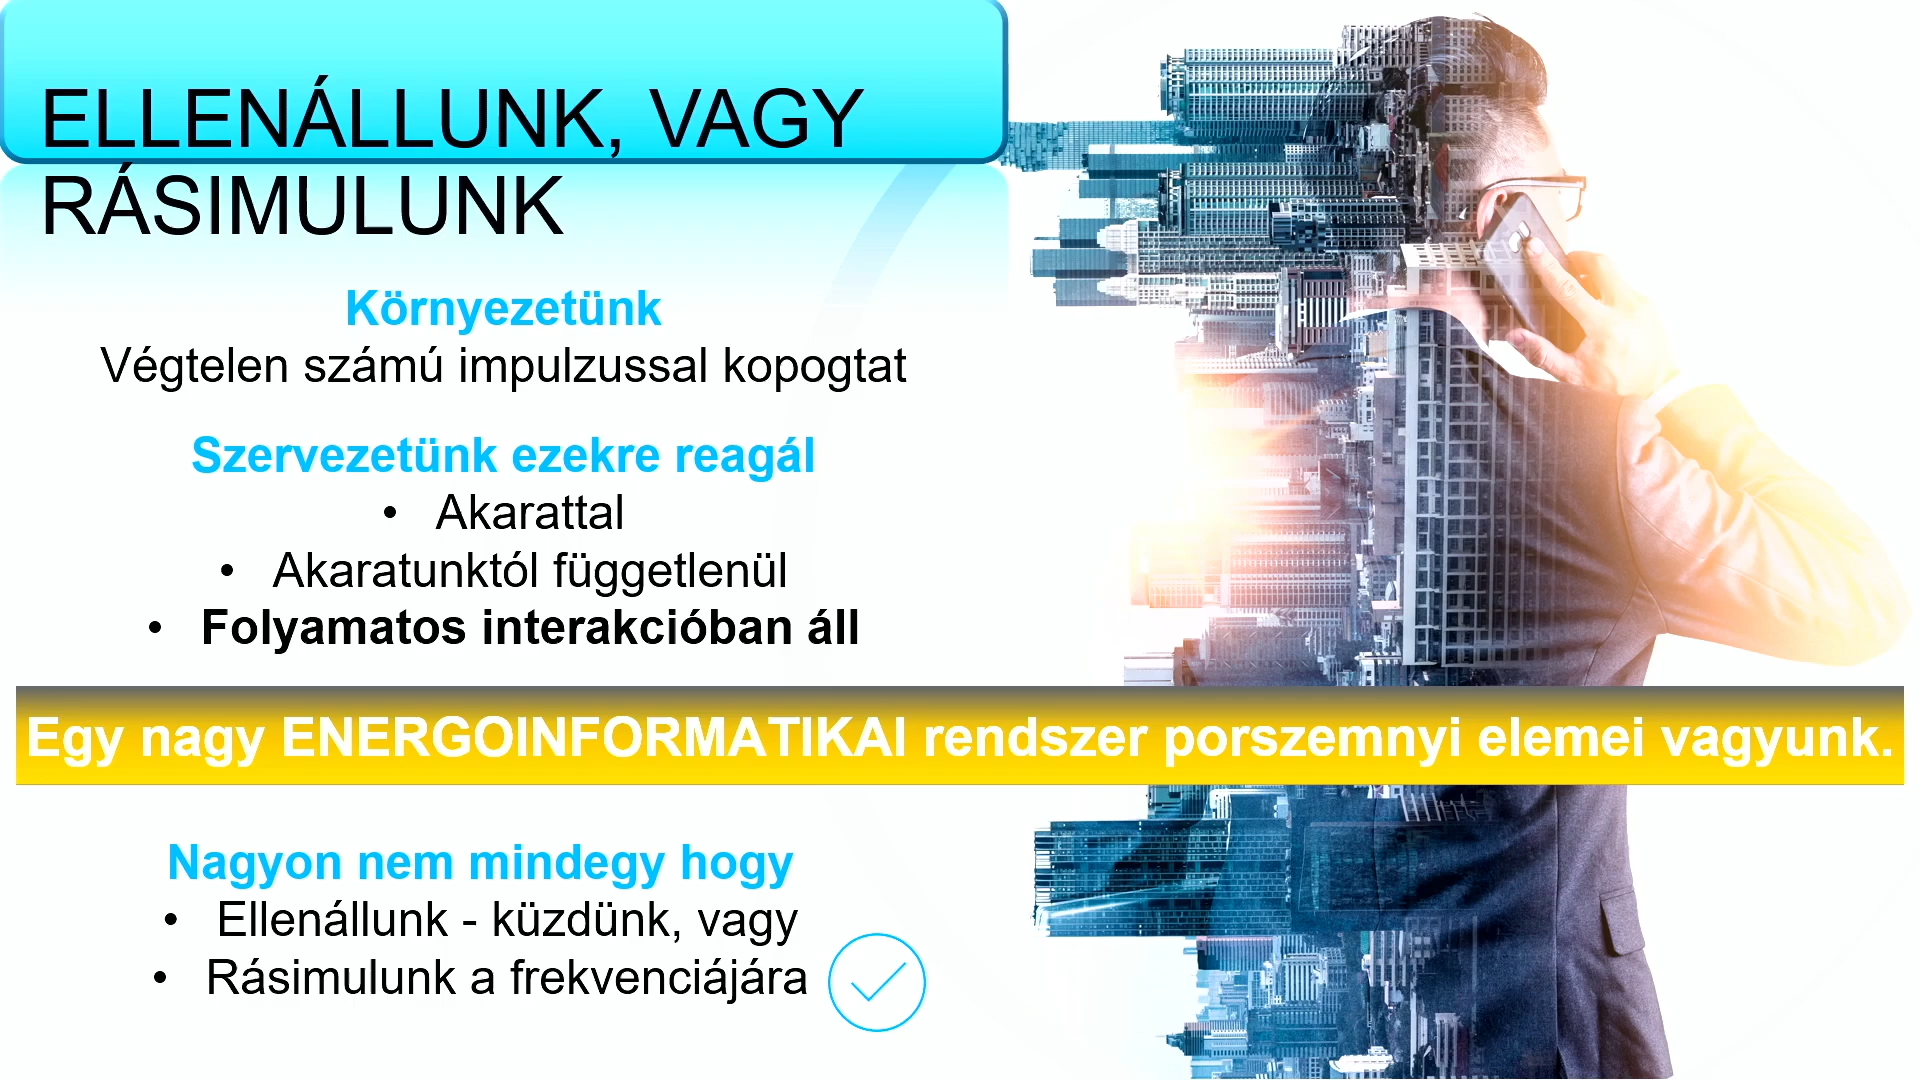 ELLENÁLLUNK, VAGY
RÁSIMULUNK
Környezetünk
Végtelen számú impulzussal kopogtat
Szervezetünk ezekre reagál
• Akarattal
• Akaratunktól függetlenül
• Folyamatos interakcióban áll
Egy nagy ENERGOINFORMATIKAI rendszer porszemnyi elemei vagyunk.
Nagyon nem mindegy hogy
• Ellenállunk - küzdünk, vagy
• Rásimulunk a frekvenciájára